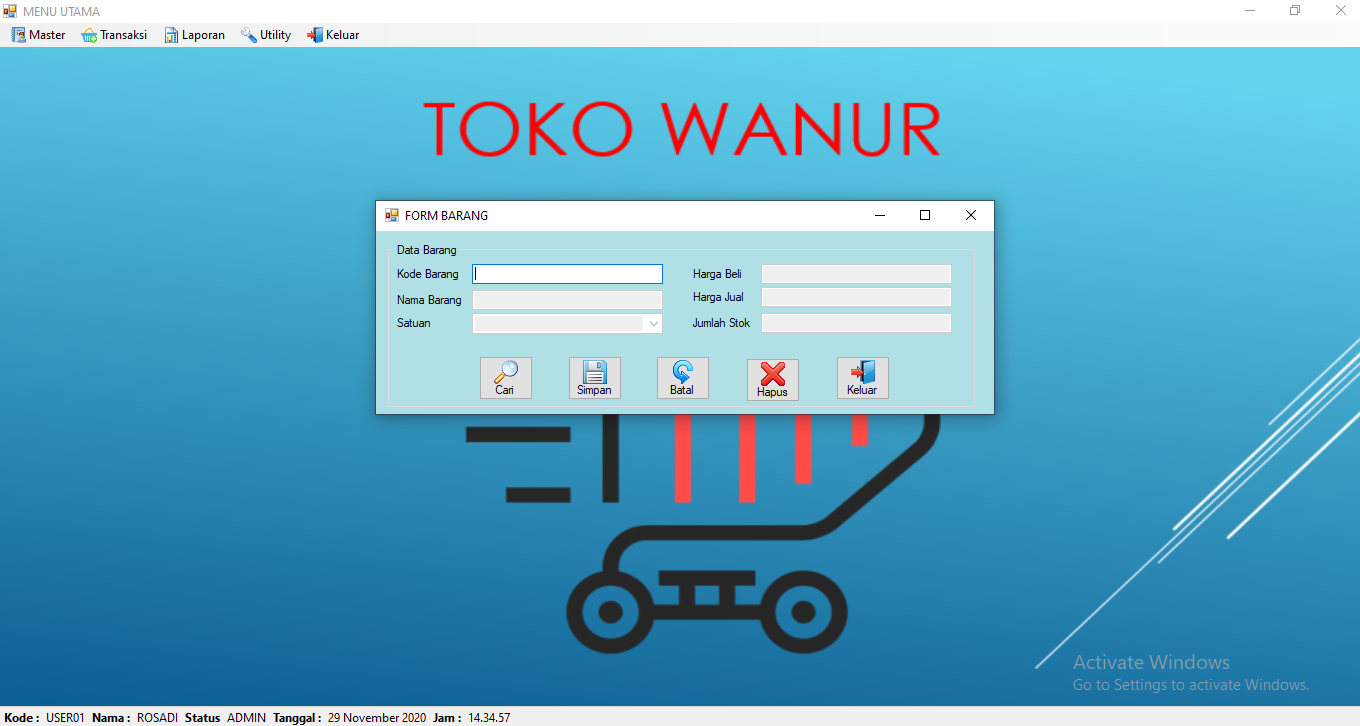 MENU UTAMA
Master Transaksi Laporan Utility Keluar
TOKO WANUR
FORM BARANG
Data Barang
Kode Barang Harga Beli
Nama Barang Harga Jual
Satuan Jumlah Stok
Cari Simpan Batal Hapus Keluar
Activate Windows
Go to Settings to activate Windows.
Kode : USER01 Nama : ROSADI Status ADMIN Tanggal : 29 November 2020 Jam : 14.34.57